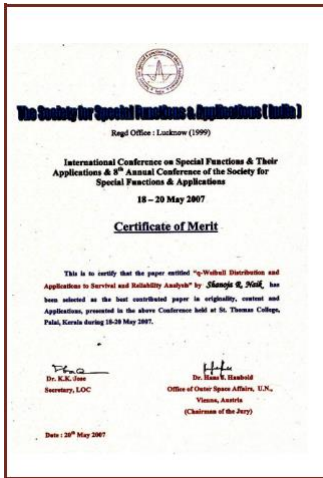 The Society for Special Functions & Applications ( India )
Regd Office : Lucknow (1999)
International Conference on Special Functions & Their
Applications & 8th Annual Conference of the Society for
Special Functions & Applications
18 – 20 May 2007
Certificate of Merit
This is to certify that the paper entitled "q-Weibull Distribution and
Applications to Survival and Reliability Analysis" by Shanoja R, Naik, has
been selected as the best contributed paper in originality, content and
Applications, presented in the above Conference held at St. Thomas College,
Palai, Kerala during 18-20 May 2007.
Dr. K.K. Jose
Secretary, LOC
Dr. Hans J. Haubold
Office of Outer Space Affairs, U.N.,
Vienna, Austria
(Chairman of the Jury)
Date : 20th May 2007